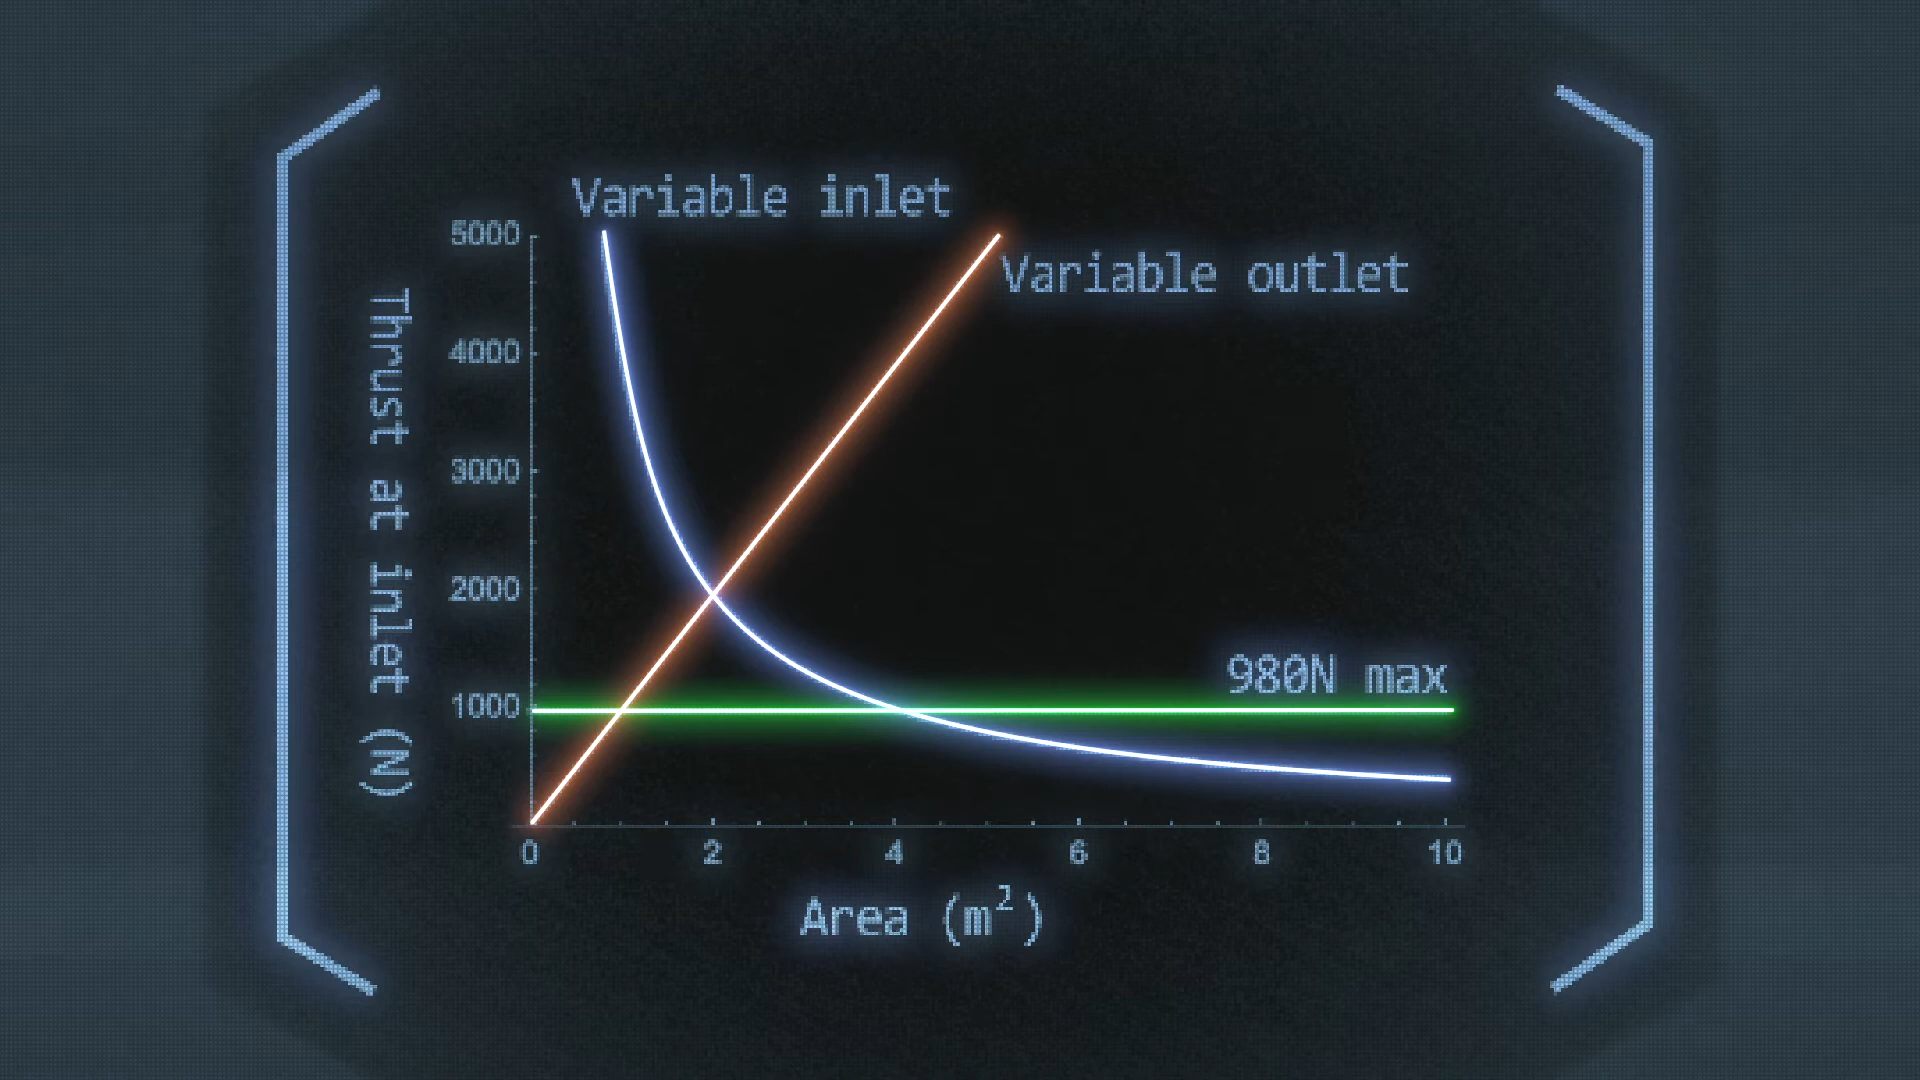 Variable inlet
Variable outlet
5000
4000
3000
2000
1000
Thrust at inlet (N)
980N max
0 2 4 6 8 10
Area (m²)